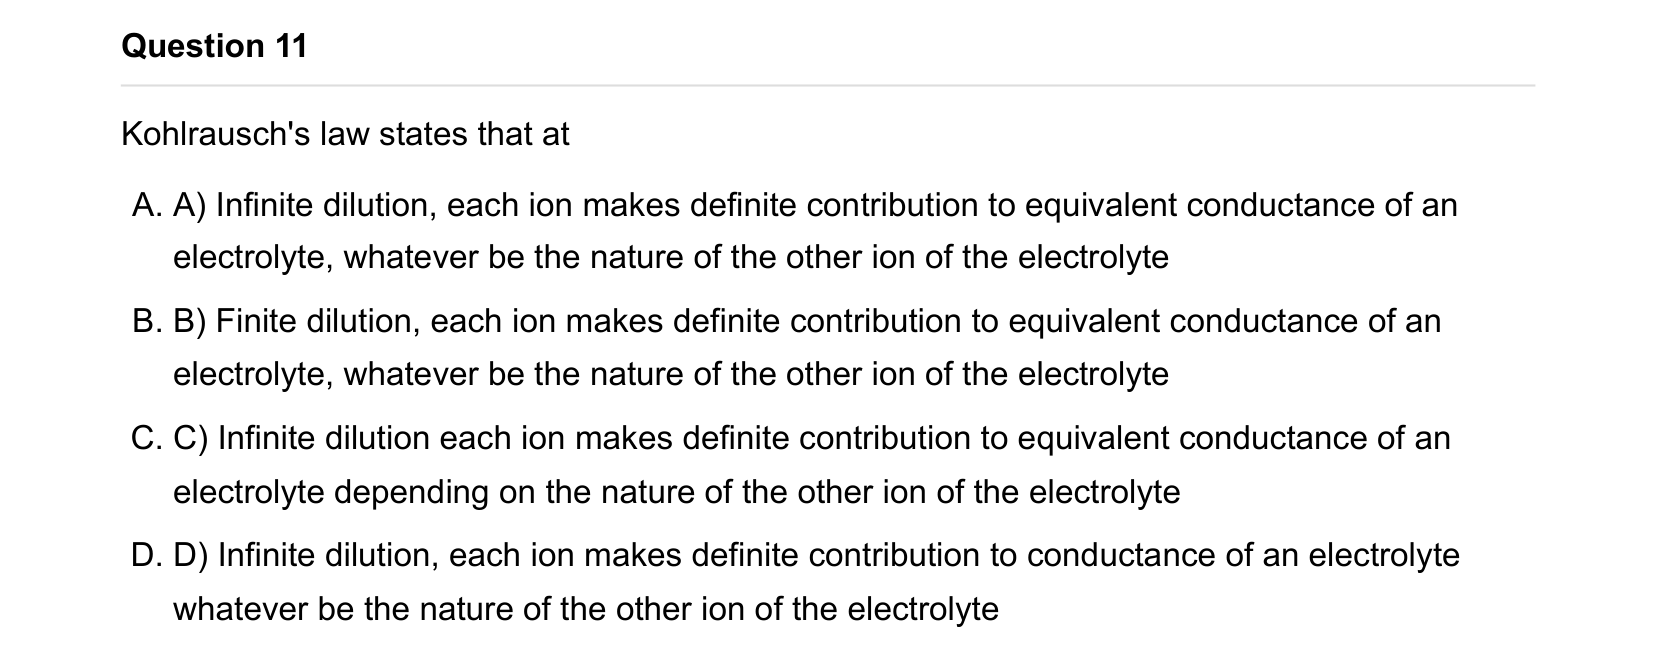 Question 11
Kohlrausch's law states that at
A. A) Infinite dilution, each ion makes definite contribution to equivalent conductance of an
electrolyte, whatever be the nature of the other ion of the electrolyte
B. B) Finite dilution, each ion makes definite contribution to equivalent conductance of an
electrolyte, whatever be the nature of the other ion of the electrolyte
C. C) Infinite dilution each ion makes definite contribution to equivalent conductance of an
electrolyte depending on the nature of the other ion of the electrolyte
D. D) Infinite dilution, each ion makes definite contribution to conductance of an electrolyte
whatever be the nature of the other ion of the electrolyte